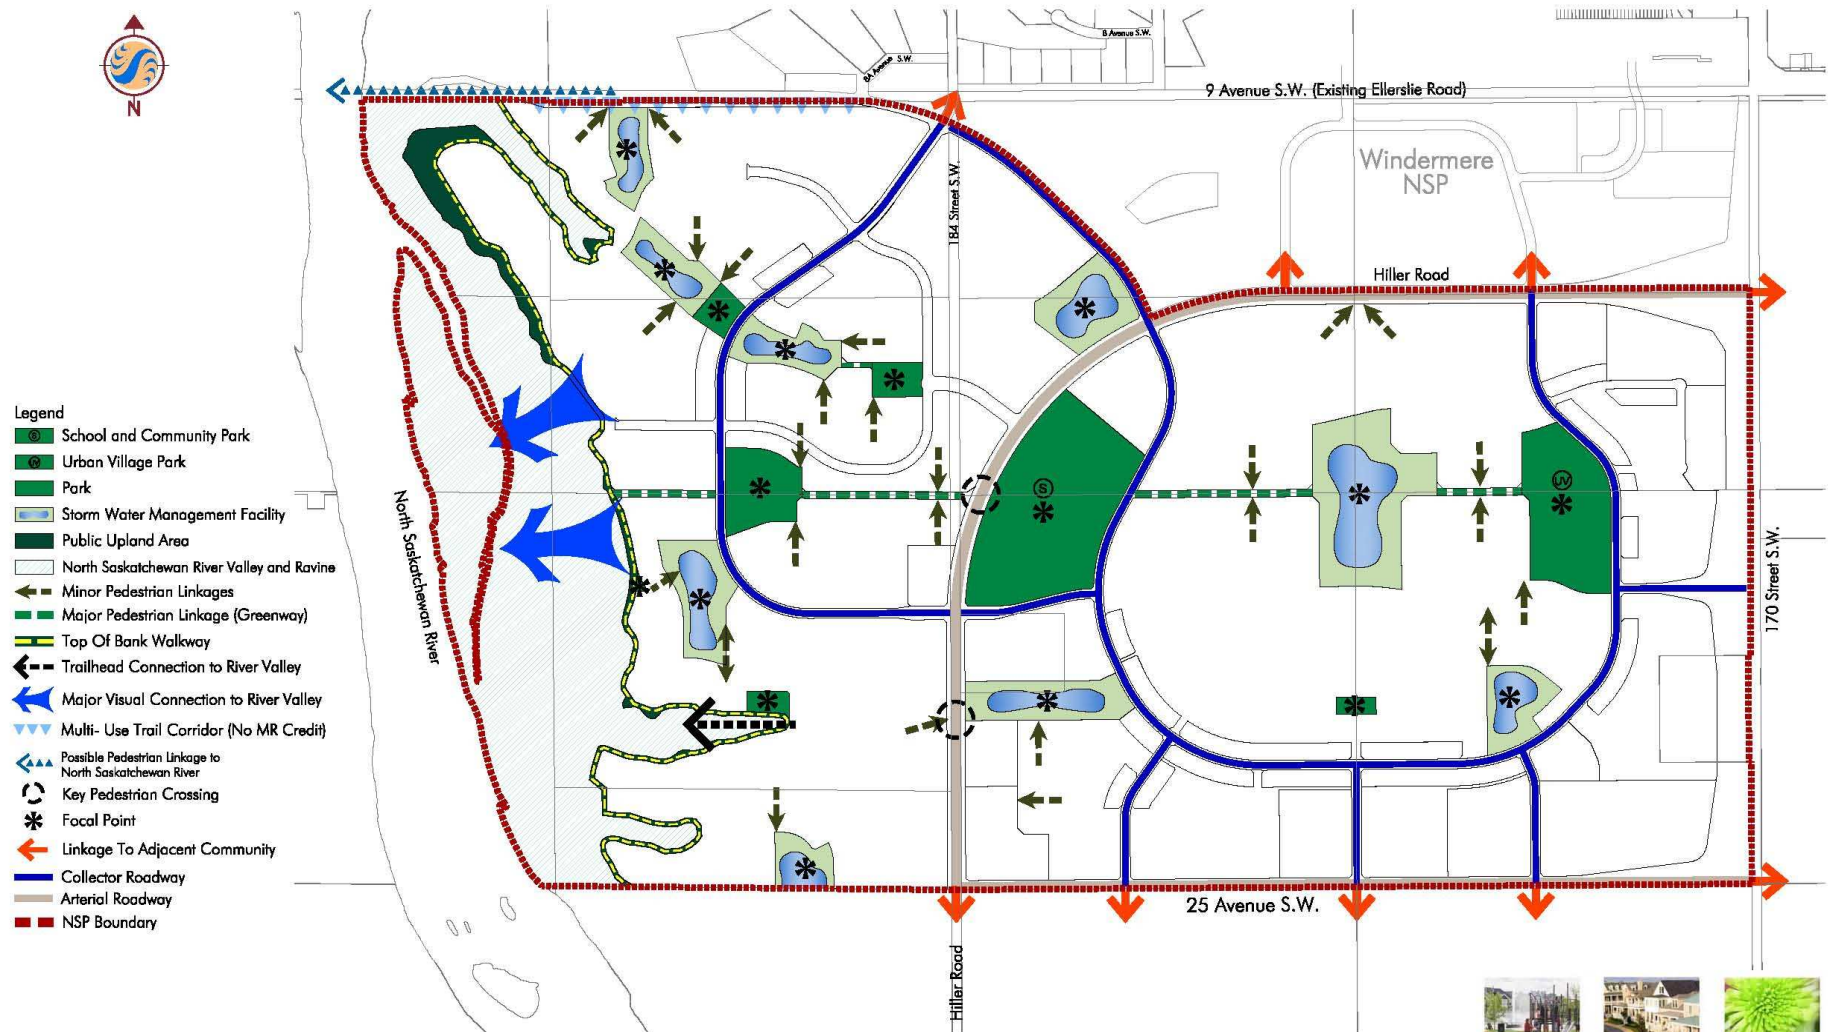 8 Avenue S.W.
8A Avenue S.W.
9 Avenue S.W. (Existing Ellerslie Road)
N
Windermere
NSP
184 Street S.W.
Hiller Road
Legend
S School and Community Park
UV Urban Village Park
Park
Storm Water Management Facility
Public Upland Area
North Saskatchewan River Valley and Ravine
Minor Pedestrian Linkages
Major Pedestrian Linkage (Greenway)
Top Of Bank Walkway
Trailhead Connection to River Valley
Major Visual Connection to River Valley
Multi- Use Trail Corridor (No MR Credit)
Possible Pedestrian Linkage to
North Saskatchewan River
Key Pedestrian Crossing
Focal Point
Linkage To Adjacent Community
Collector Roadway
Arterial Roadway
NSP Boundary
North Saskatchewan River
S
UV
170 Street S.W.
25 Avenue S.W.
Hiller Road